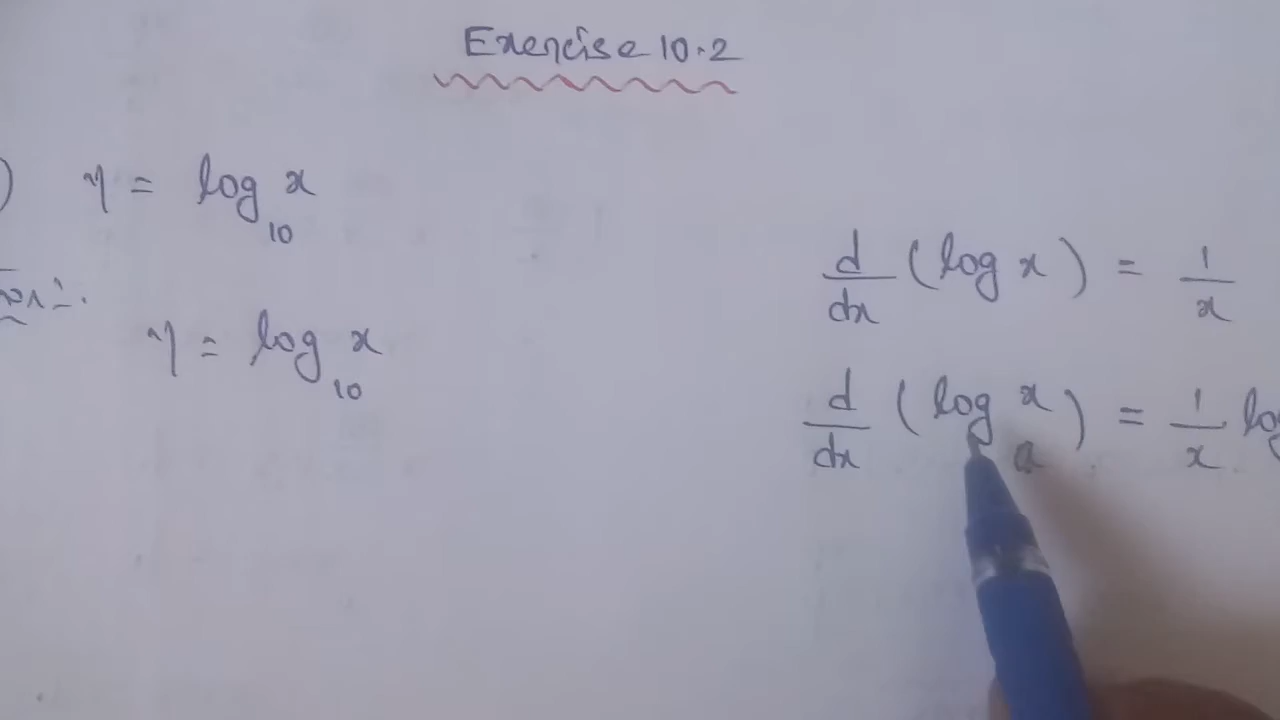 Exercise 10.2
) y = log₁₀ x
y = log₁₀ x
d/dx (log x) = 1/x
d/dx (logₐ x) = 1/x log